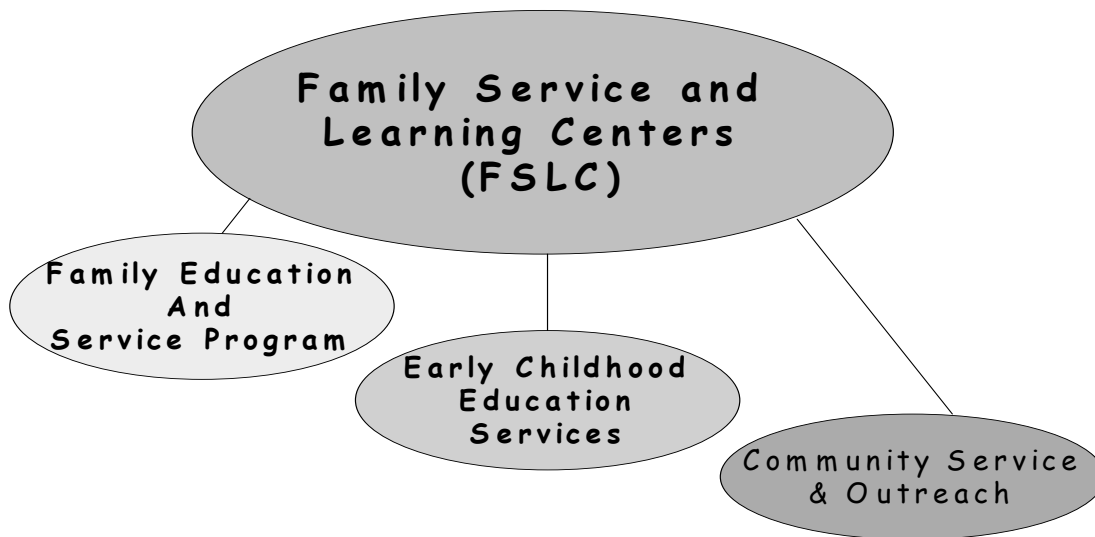 Family Service and
Learning Centers
(FSLC)
Family Education
And
Service Program
Early Childhood
Education
Services
Community Service
& Outreach